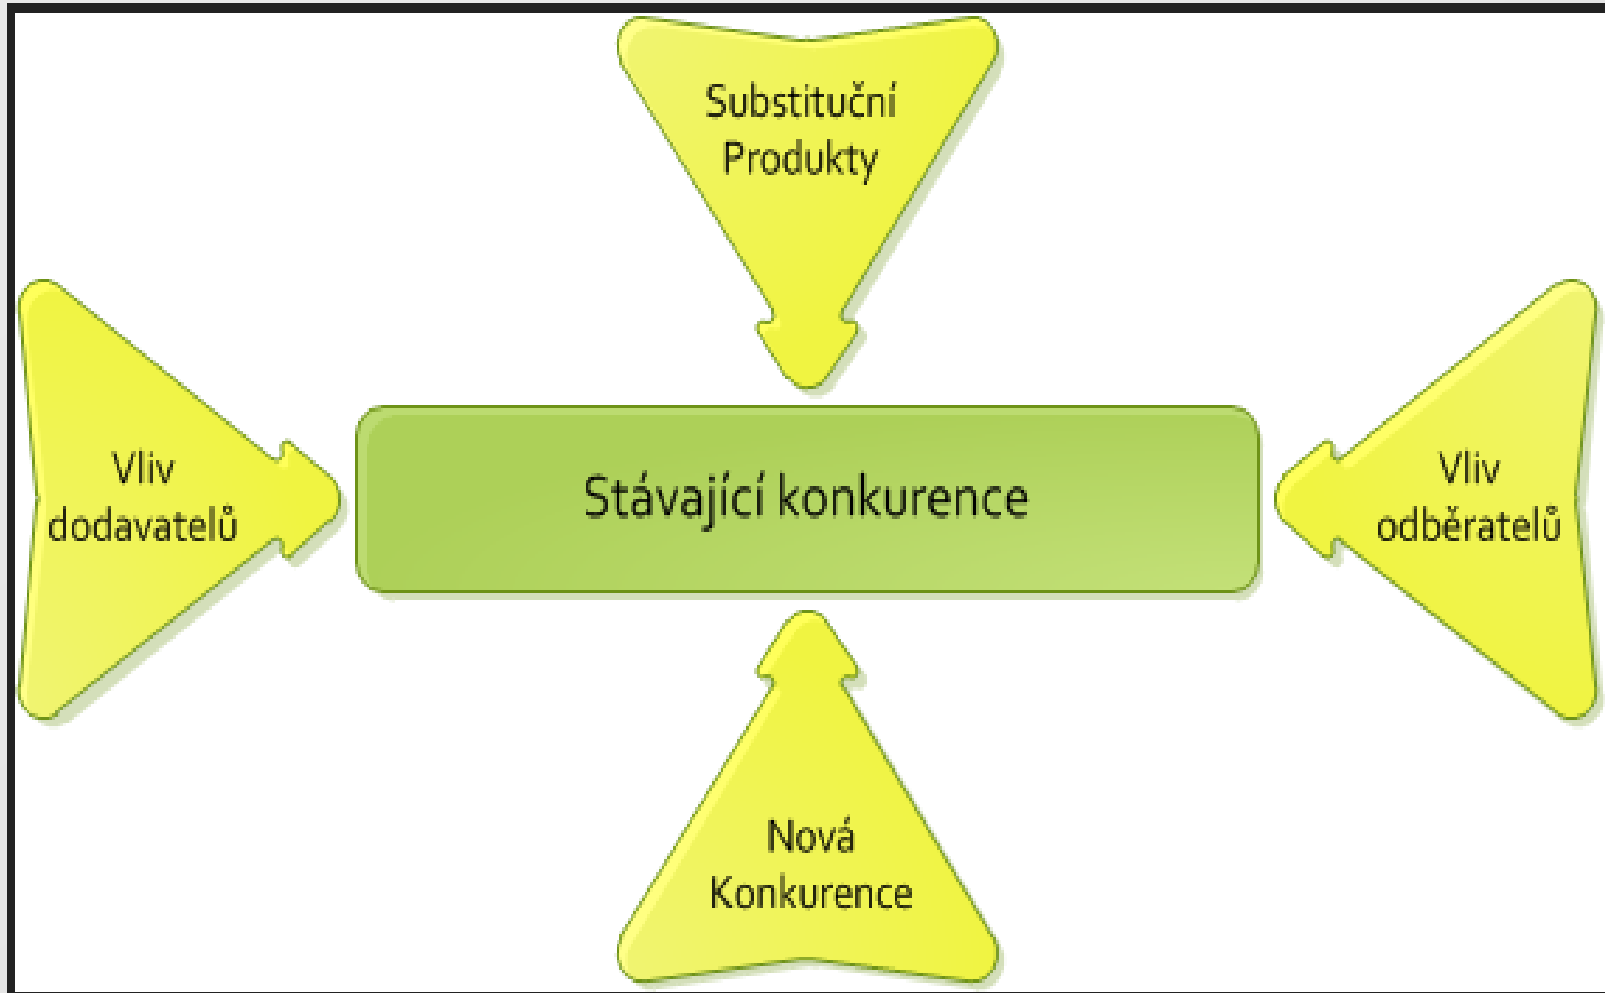 Substituční
Produkty
Vliv
dodavatelů
Stávající konkurence
Vliv
odběratelů
Nová
Konkurence